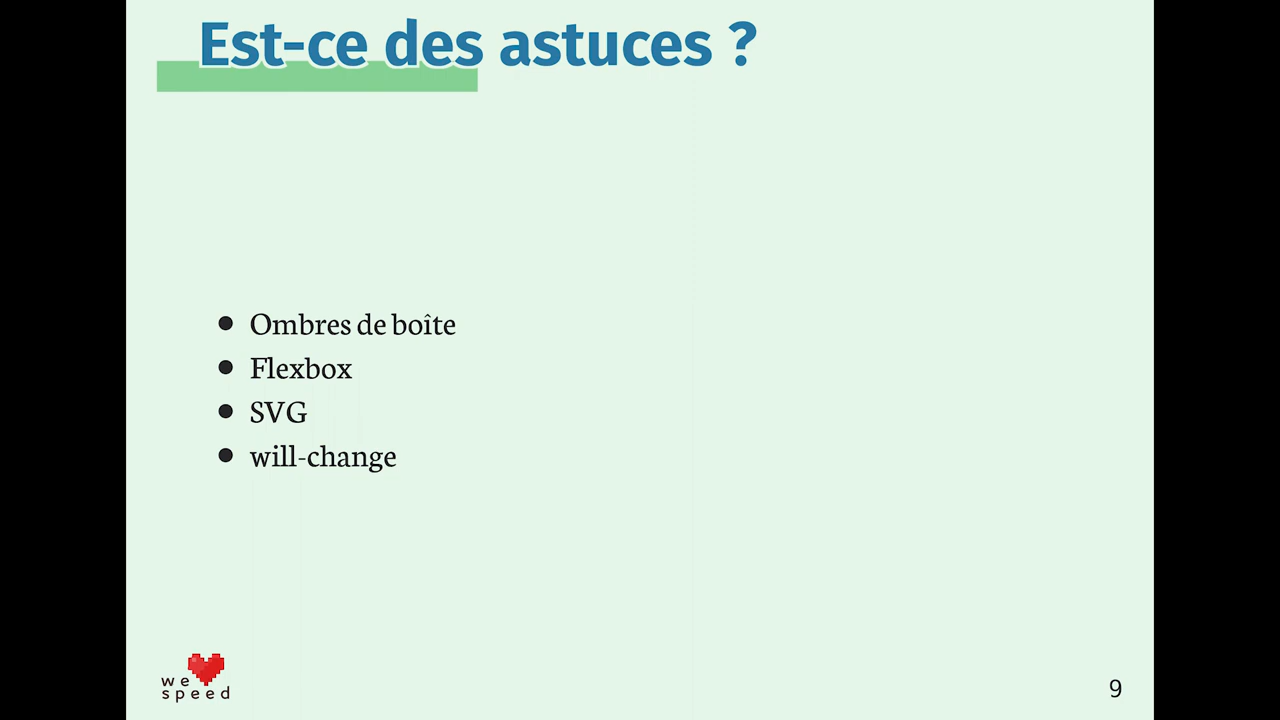 Est-ce des astuces ?
Ombres de boîte
Flexbox
SVG
will-change
we
speed
9